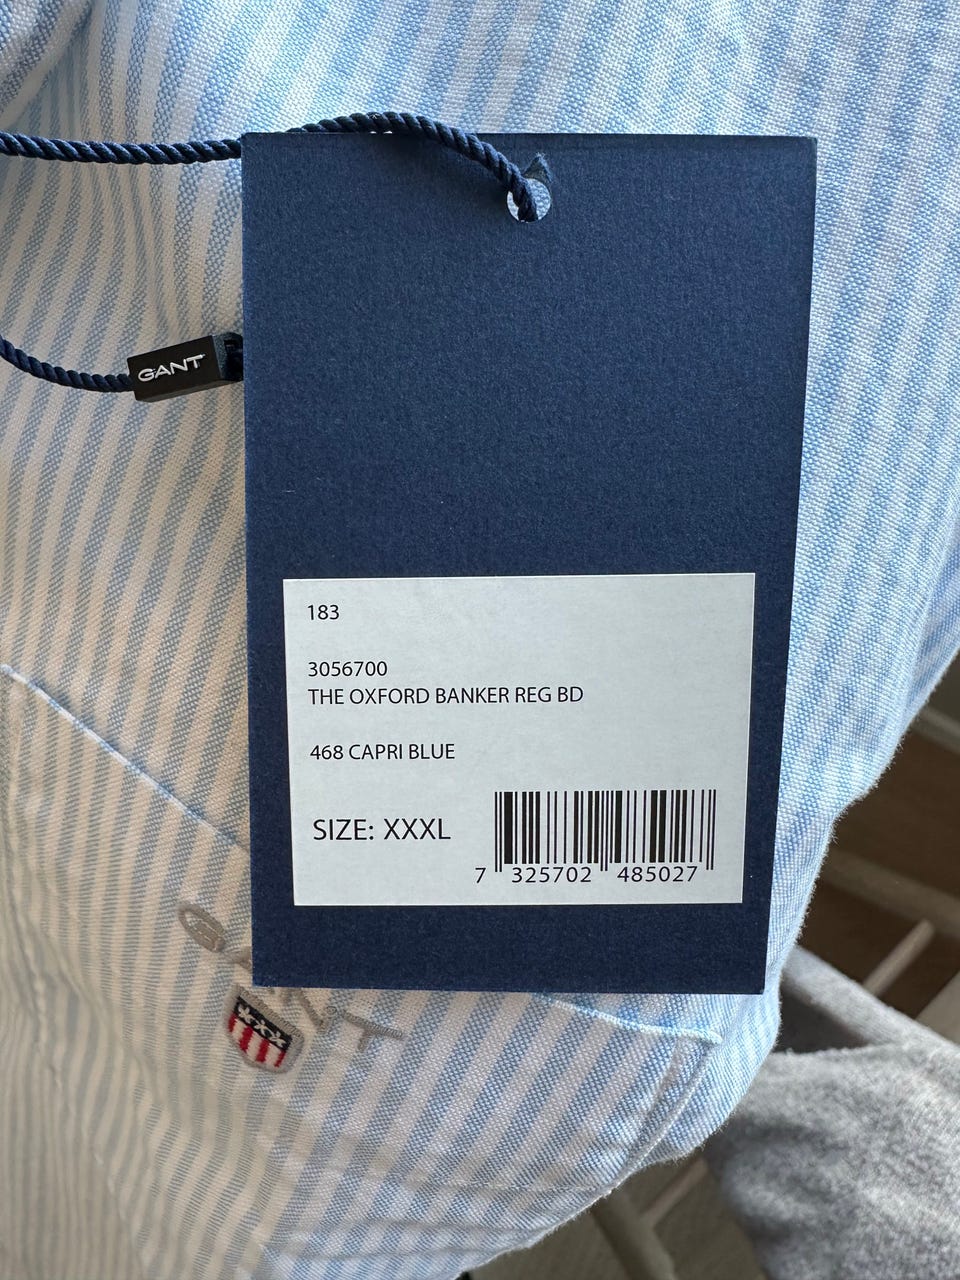 GANT
183
3056700
THE OXFORD BANKER REG BD
468 CAPRI BLUE
SIZE: XXXL
7 325702 485027
GANT